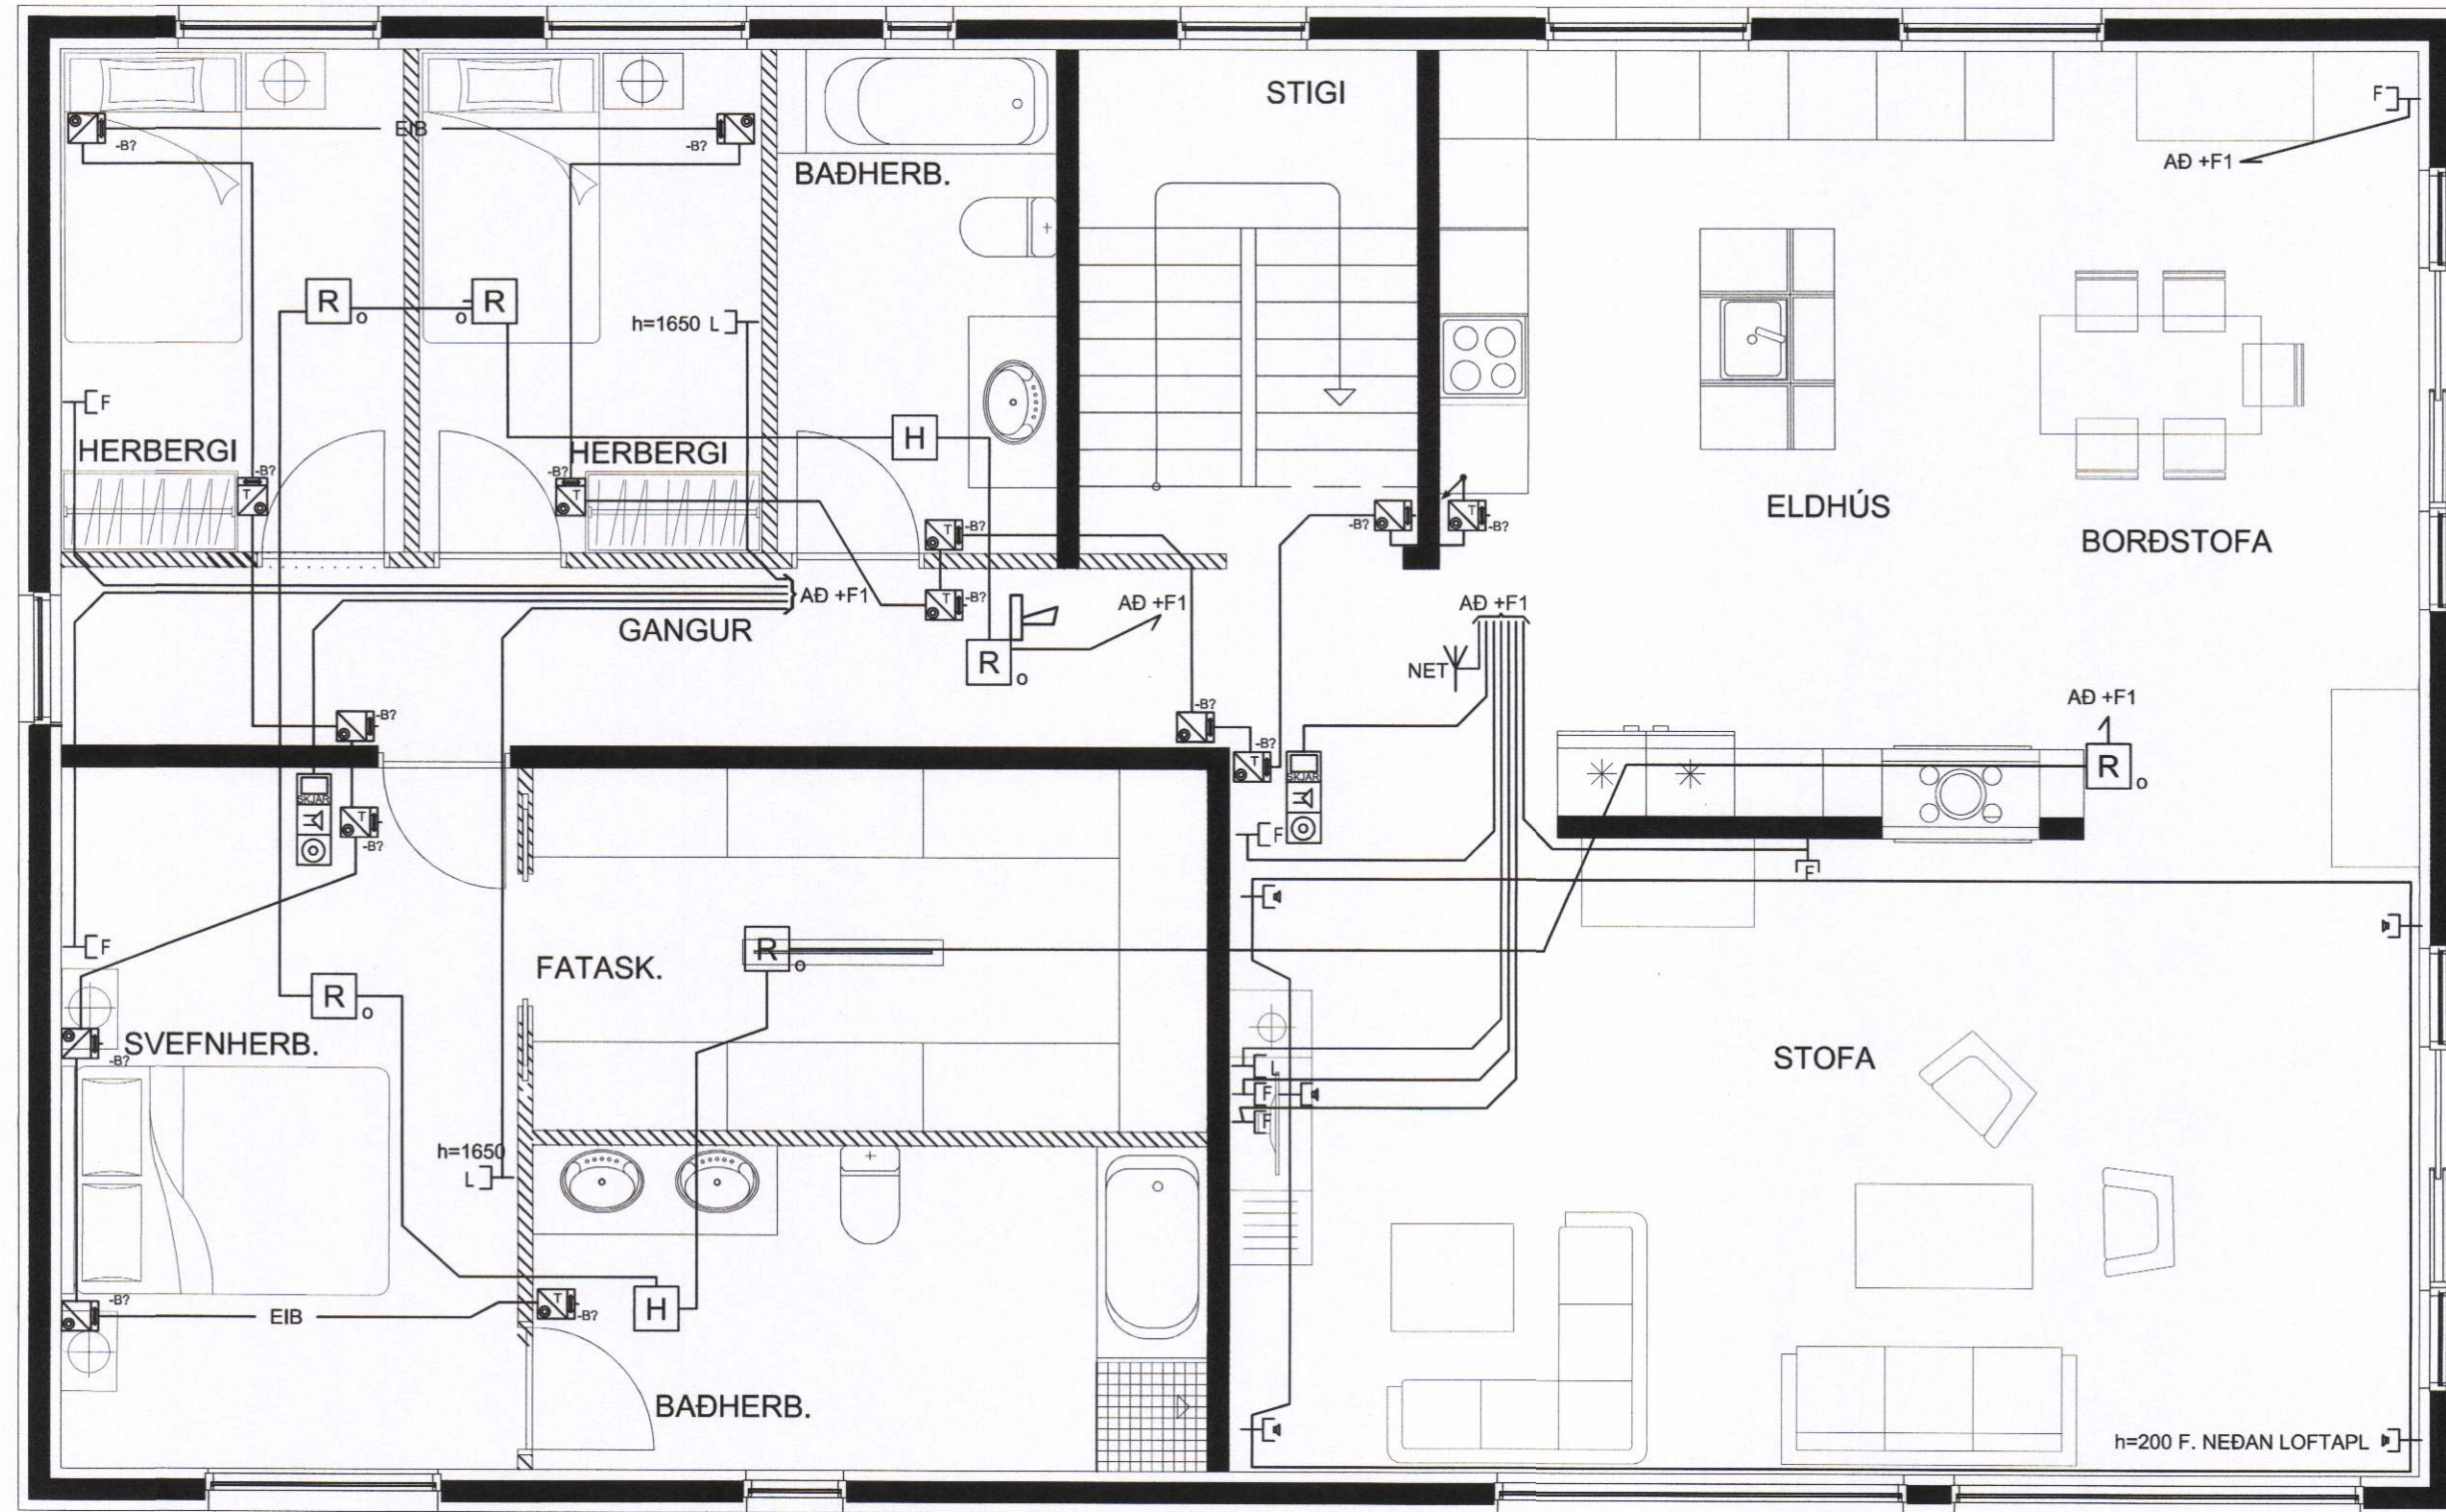 STIGI
F
EIB
-B?
-B?
AÐ +F1
BAÐHERB.
R
O
O
R
h=1650 L
F
H
HERBERGI
HERBERGI
-B?
T
-B?
T
ELDHÚS
BORÐSTOFA
T
-B?
-B?
T
-B?
AÐ +F1
T
-B?
AÐ +F1
AÐ +F1
GANGUR
R
O
NET
-B?
-B?
AÐ +F1
-B?
T
R
O
SKJÁR
SKJÁR
T
-B?
F
F
F
R
O
FATASK.
R
O
SVEFNHERB.
-B?
STOFA
L
F
F
h=1650
L
-B?
EIB
T
-B?
H
BAÐHERB.
h=200 F. NEÐAN LOFTAPL